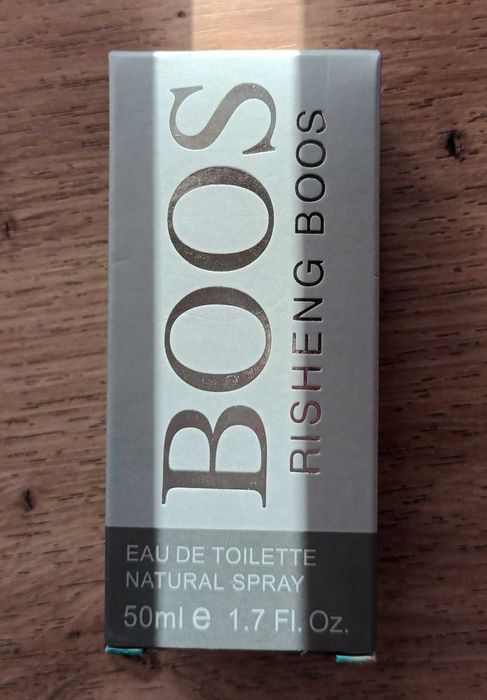 BOOS
RISHENG BOOS
EAU DE TOILETTE
NATURAL SPRAY
50ml e 1.7 Fl. Oz.